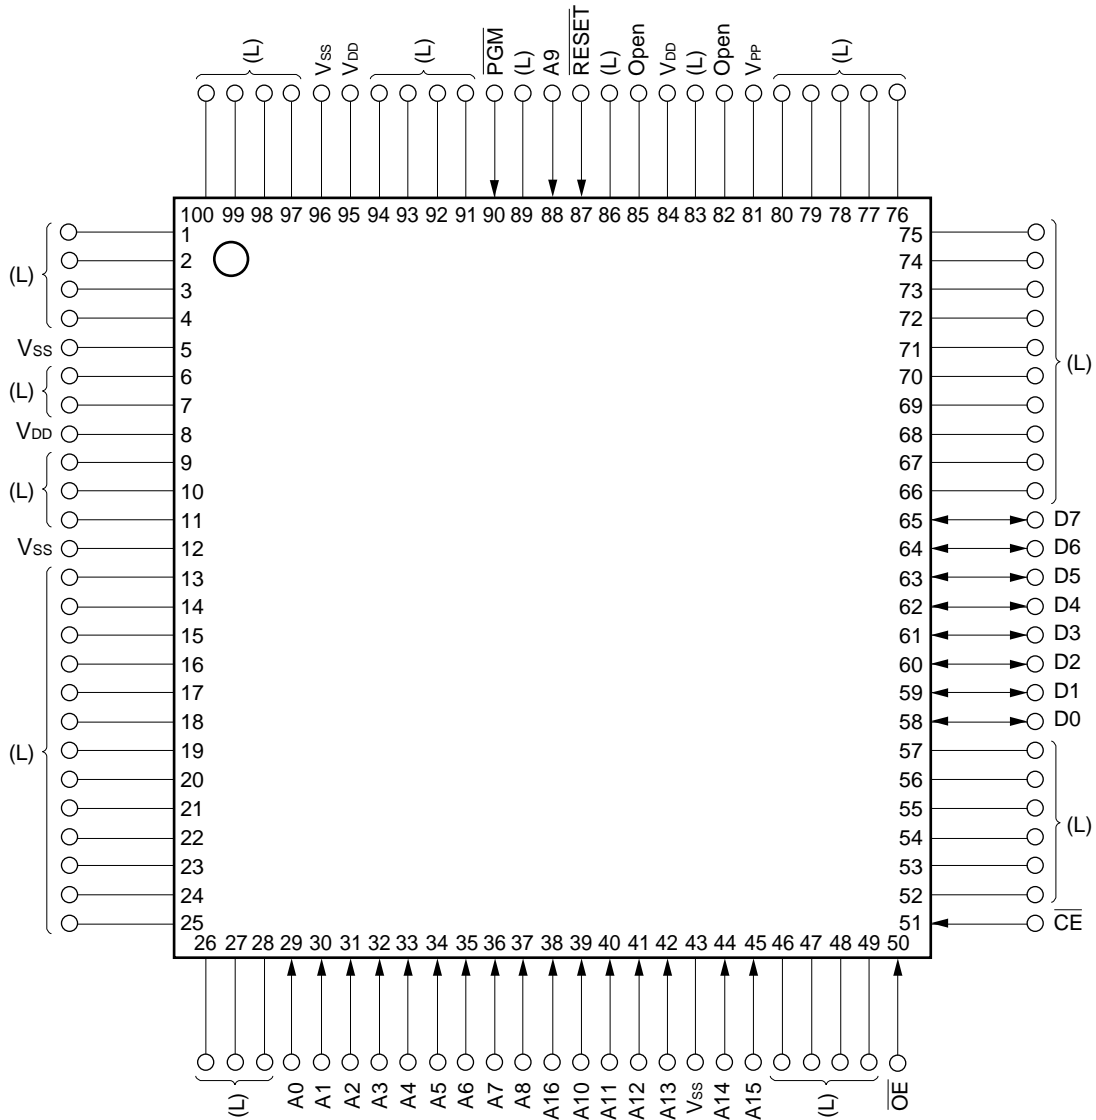 (L)
VSS
VDD
(L)
PGM
(L)
A9
RESET
(L)
Open
VDD
(L)
Open
VPP
(L)
100 99 98 97 96 95 94 93 92 91 90 89 88 87 86 85 84 83 82 81 80 79 78 77 76
(L)
1
2
3
4
VSS 5
(L)
6
7
VDD 8
(L)
9
10
11
VSS 12
(L)
13
14
15
16
17
18
19
20
21
22
23
24
25
75
74
73
72
71
70
69
68
67
66
(L)
65 D7
64 D6
63 D5
62 D4
61 D3
60 D2
59 D1
58 D0
57
56
55
54
53
52
(L)
51 CE
26 27 28 29 30 31 32 33 34 35 36 37 38 39 40 41 42 43 44 45 46 47 48 49 50
(L)
A0
A1
A2
A3
A4
A5
A6
A7
A8
A16
A10
A11
A12
A13
VSS
A14
A15
(L)
OE